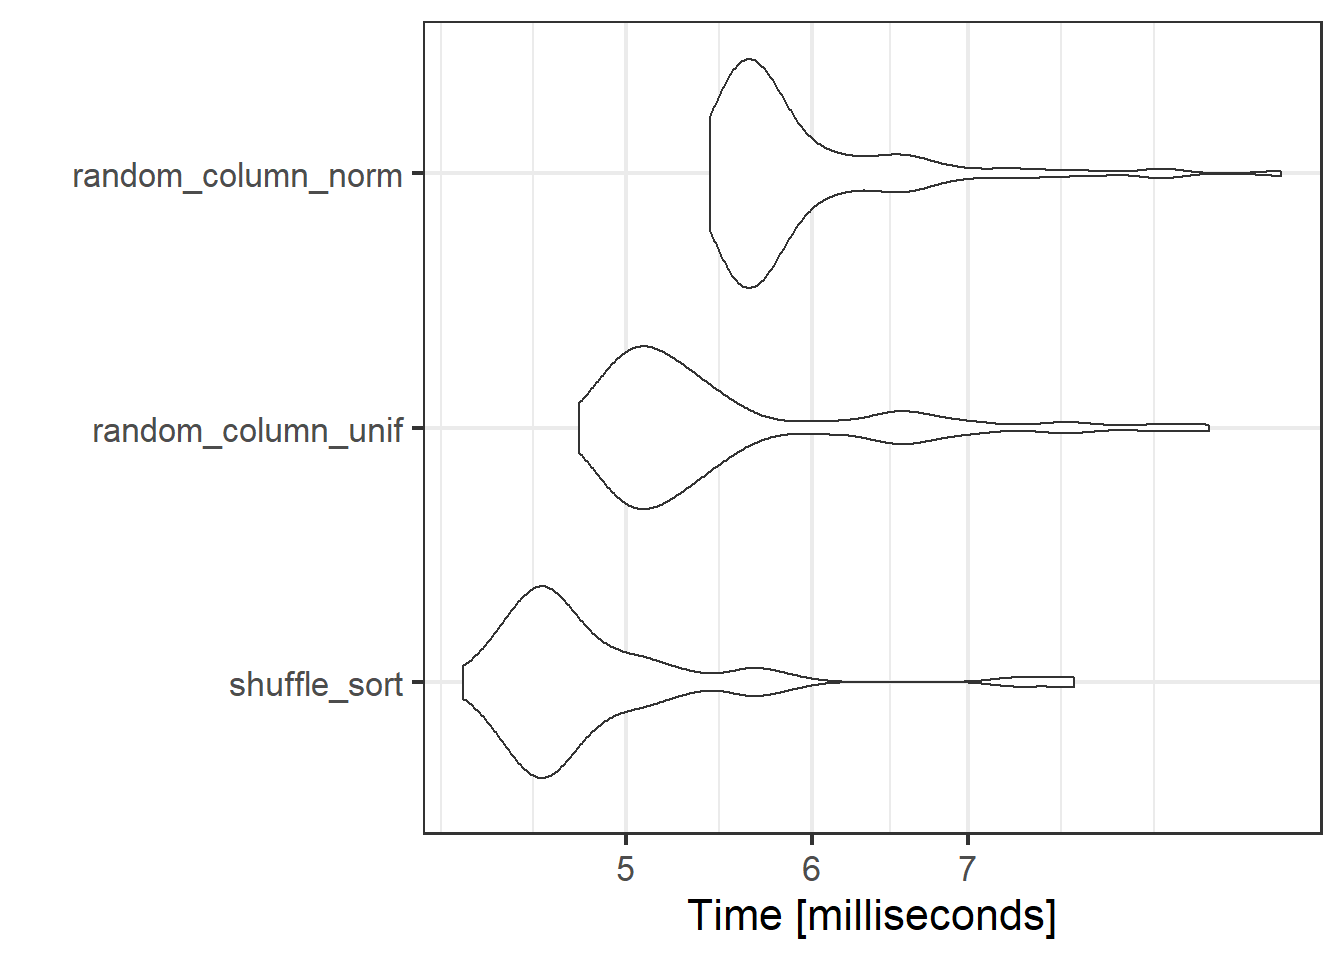 random_column_norm
random_column_unif
shuffle_sort
5 6 7
Time [milliseconds]